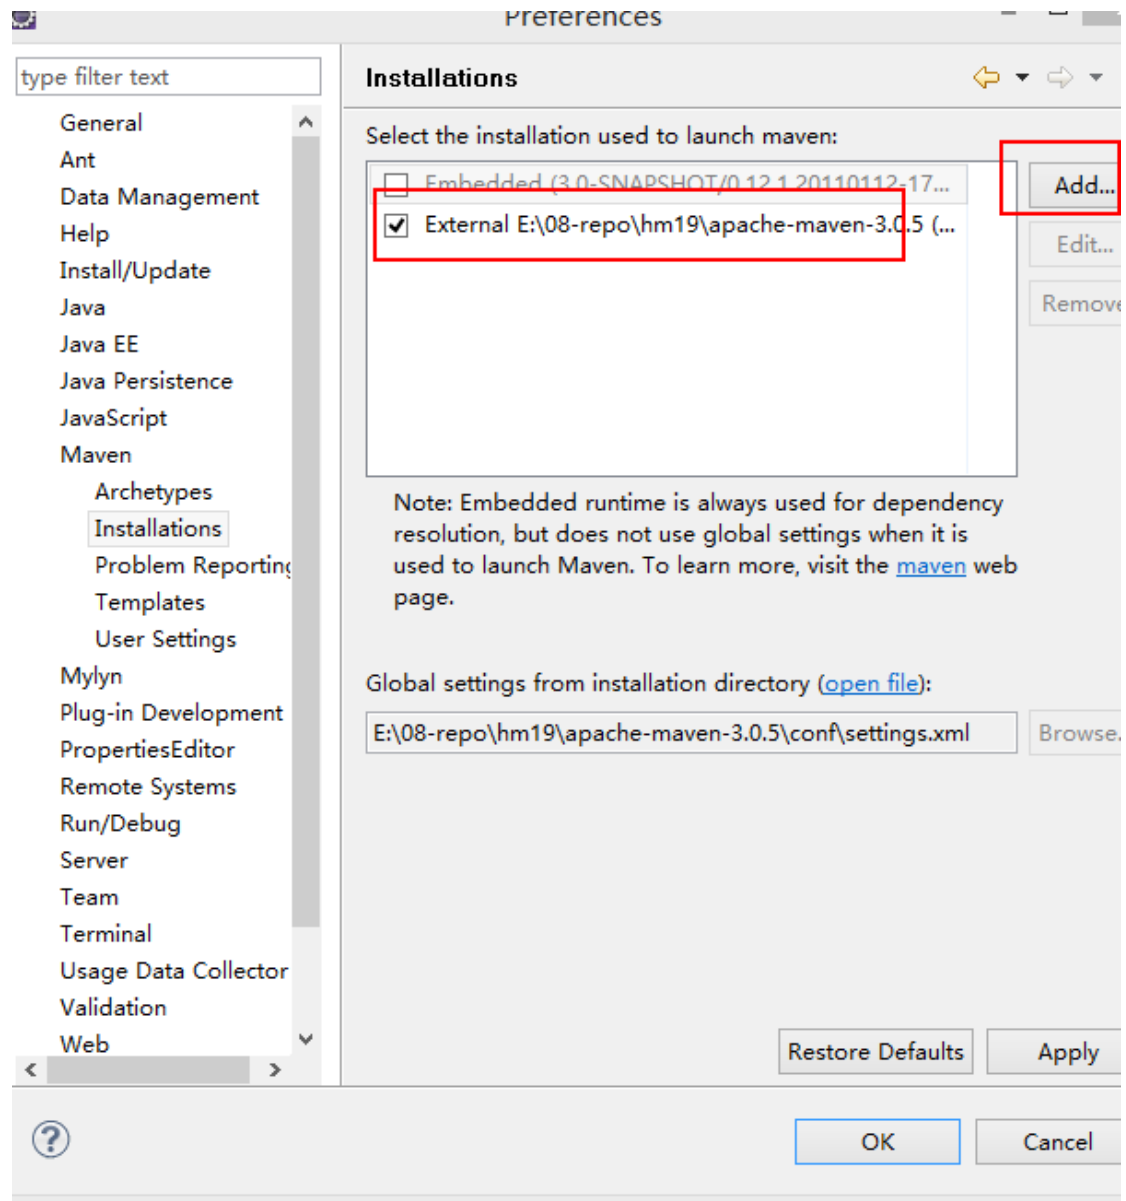 Preferences
type filter text
General
Ant
Data Management
Help
Install/Update
Java
Java EE
Java Persistence
JavaScript
Maven
Archetypes
Installations
Problem Reporting
Templates
User Settings
Mylyn
Plug-in Development
PropertiesEditor
Remote Systems
Run/Debug
Server
Team
Terminal
Usage Data Collector
Validation
Web
Installations
Select the installation used to launch maven:
Embedded (3.0-SNAPSHOT/0.12.1.20110112-17...
External E:\08-repo\hm19\apache-maven-3.0.5 (...
Add...
Edit...
Remove
Note: Embedded runtime is always used for dependency
resolution, but does not use global settings when it is
used to launch Maven. To learn more, visit the maven web
page.
Global settings from installation directory (open file):
E:\08-repo\hm19\apache-maven-3.0.5\conf\settings.xml
Browse.
Restore Defaults
Apply
OK
Cancel